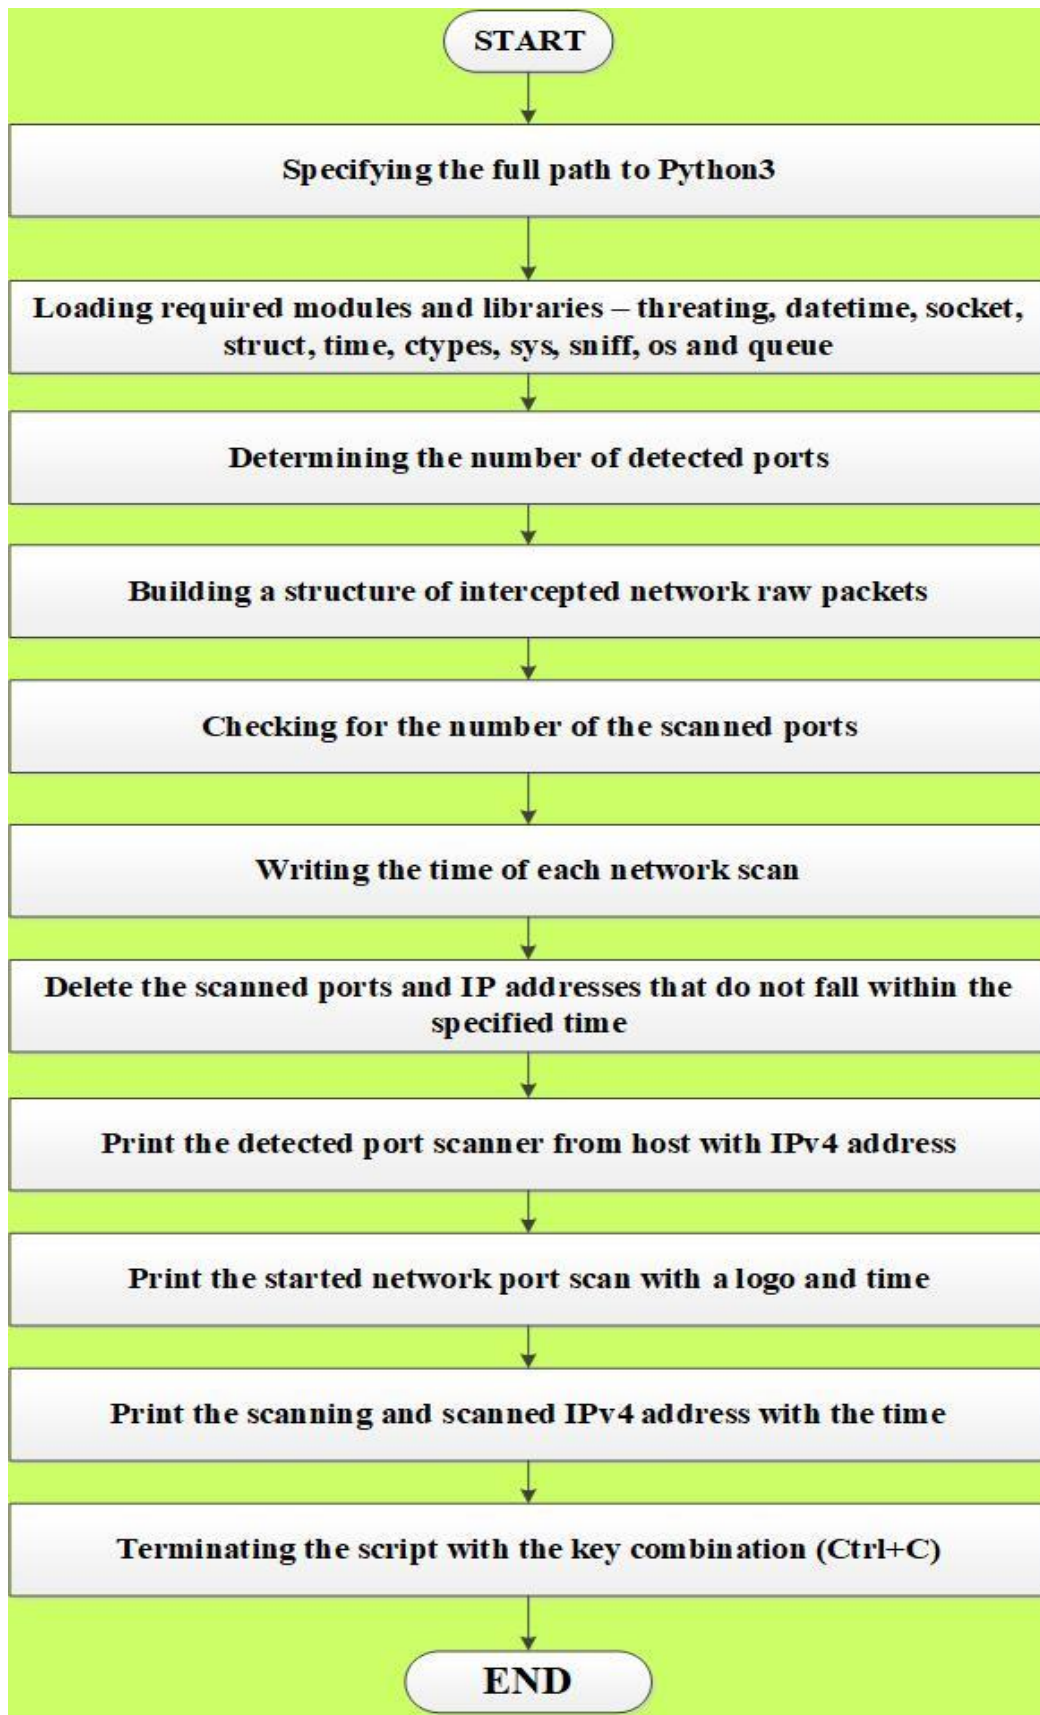 START
Specifying the full path to Python3
Loading required modules and libraries – threating, datetime, socket,
struct, time, ctypes, sys, sniff, os and queue
Determining the number of detected ports
Building a structure of intercepted network raw packets
Checking for the number of the scanned ports
Writing the time of each network scan
Delete the scanned ports and IP addresses that do not fall within the
specified time
Print the detected port scanner from host with IPv4 address
Print the started network port scan with a logo and time
Print the scanning and scanned IPv4 address with the time
Terminating the script with the key combination (Ctrl+C)
END